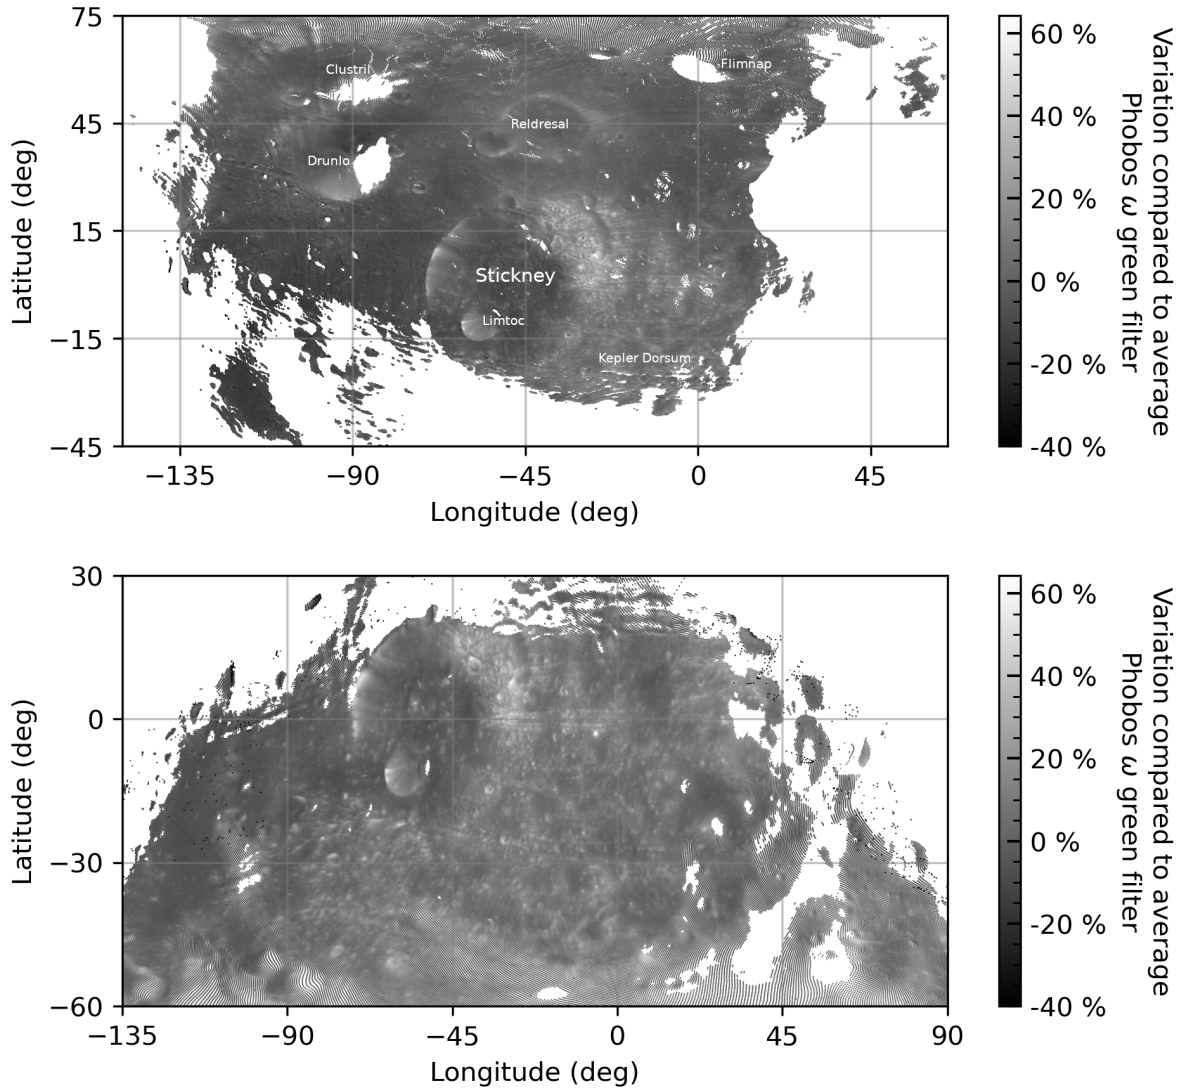 75
45
15
−15
−45
Latitude (deg)
Clustril
Flimnap
Reldresal
Drunlo
Stickney
Limtoc
Kepler Dorsum
−135
−90
−45
0
45
Longitude (deg)
60 %
40 %
20 %
0 %
-20 %
-40 %
Variation compared to average
Phobos ω green filter
30
0
−30
−60
Latitude (deg)
−135
−90
−45
0
45
90
Longitude (deg)
60 %
40 %
20 %
0 %
-20 %
-40 %
Variation compared to average
Phobos ω green filter